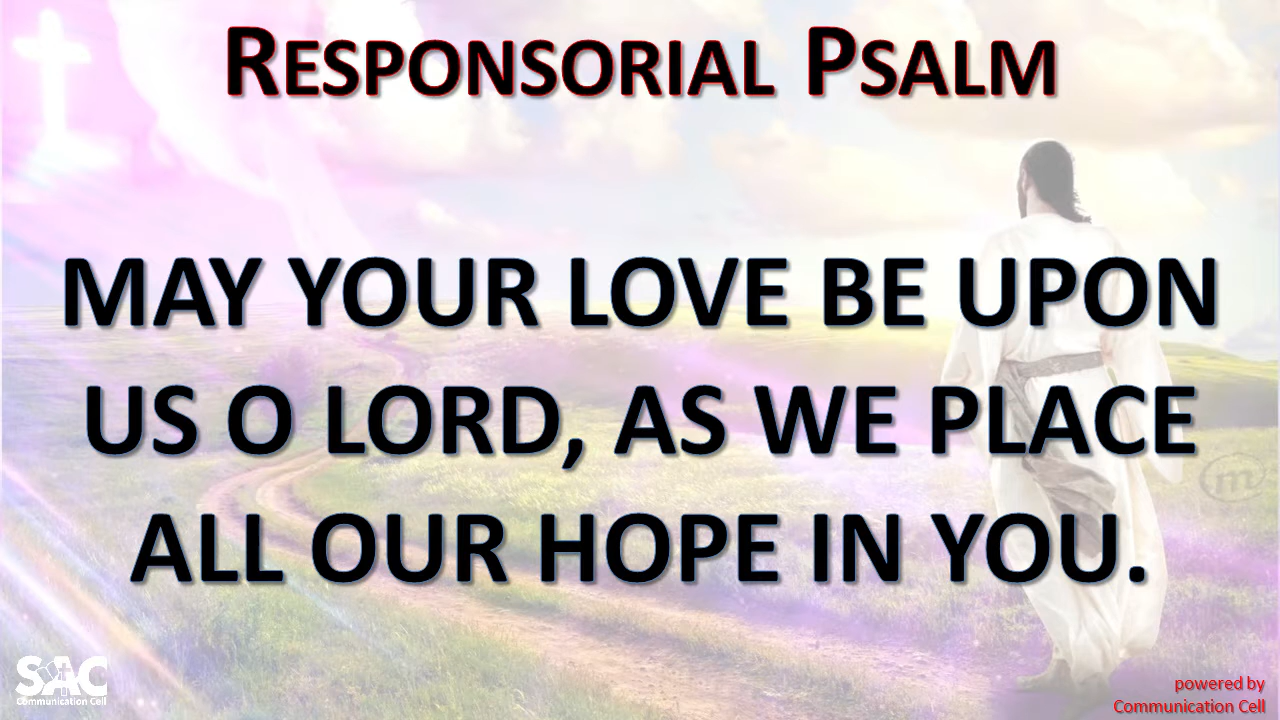 RESPONSORIAL PSALM
MAY YOUR LOVE BE UPON
US O LORD, AS WE PLACE
ALL OUR HOPE IN YOU.
m
SAC
Communication Cell
powered by
Communication Cell